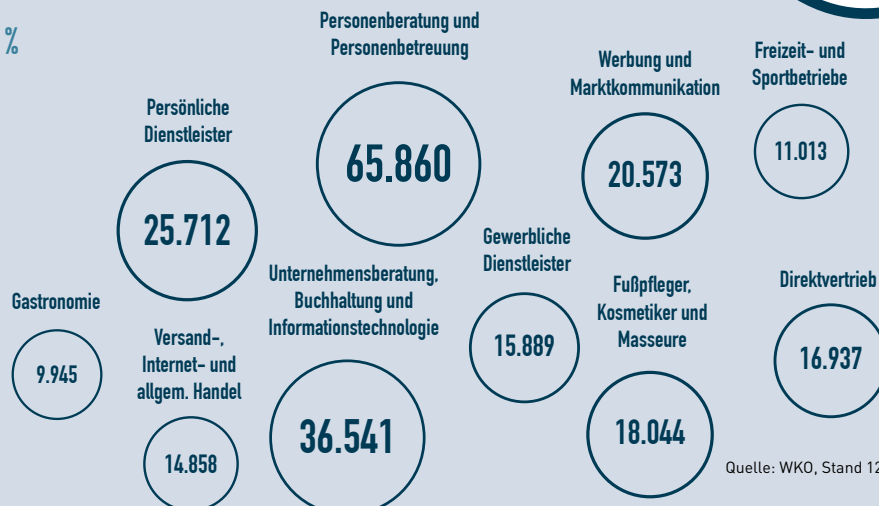 %
Personenberatung und
Personenbetreuung
65.860
Werbung und
Marktkommunikation
20.573
Freizeit- und
Sportbetriebe
11.013
Persönliche
Dienstleister
25.712
Gewerbliche
Dienstleister
15.889
Unternehmensberatung,
Buchhaltung und
Informationstechnologie
36.541
Fußpfleger,
Kosmetiker und
Masseure
18.044
Direktvertrieb
16.937
Gastronomie
9.945
Versand-,
Internet- und
allgem. Handel
14.858
Quelle: WKO, Stand 12